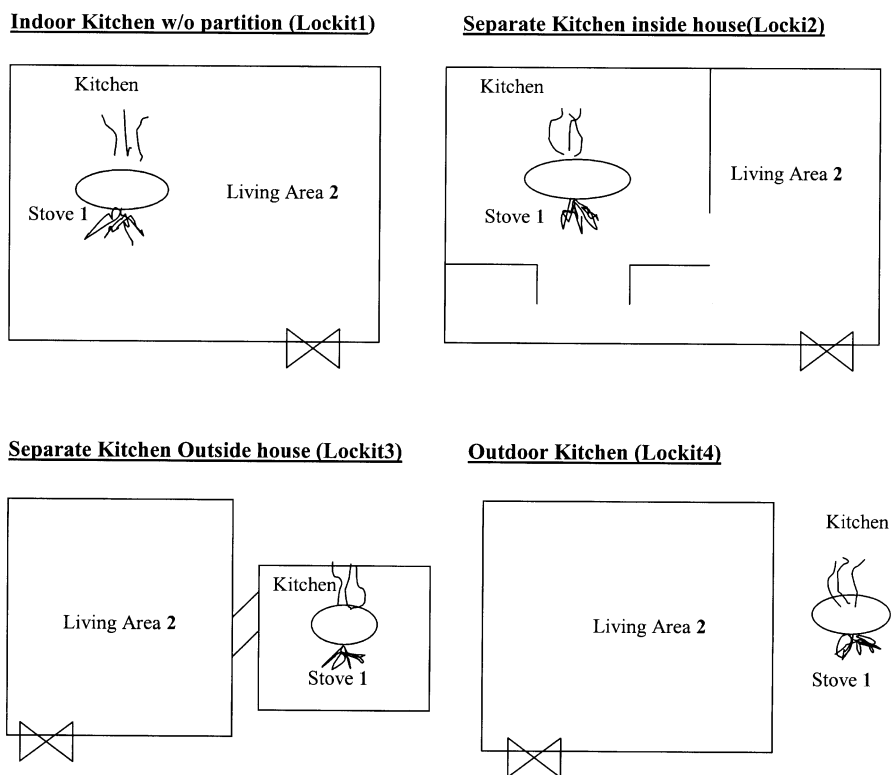 Indoor Kitchen w/o partition (Lockit1)
Kitchen
Living Area 2
Stove 1
Separate Kitchen inside house(Locki2)
Kitchen
Living Area 2
Stove 1
Separate Kitchen Outside house (Lockit3)
Kitchen
Living Area 2
Stove 1
Outdoor Kitchen (Lockit4)
Kitchen
Living Area 2
Stove 1